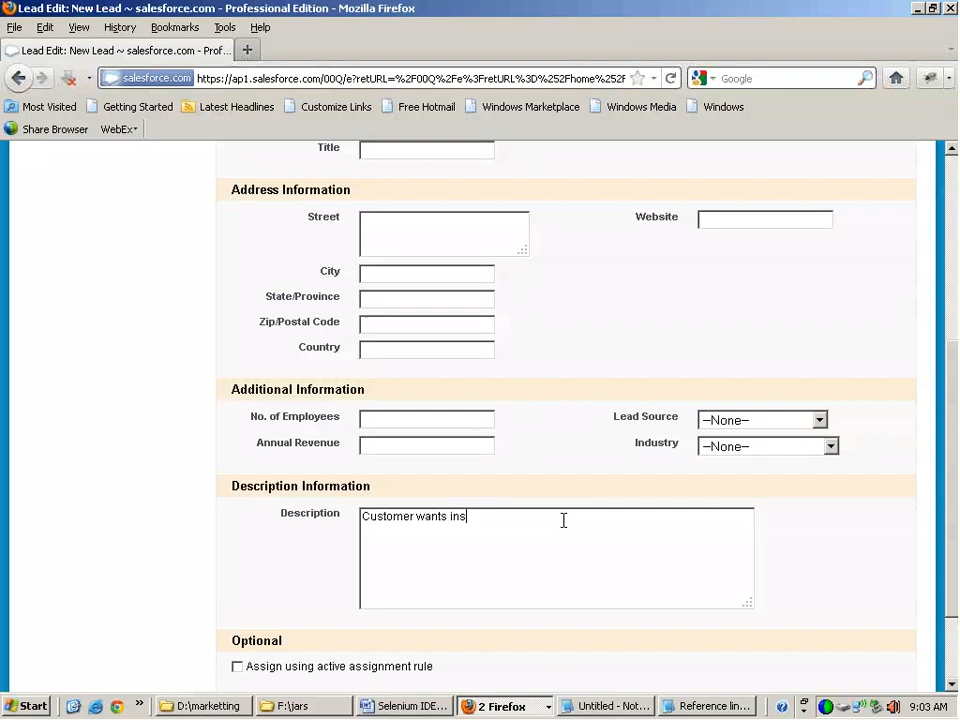 Lead Edit: New Lead ~ salesforce.com - Professional Edition - Mozilla Firefox
File Edit View History Bookmarks Tools Help
Lead Edit: New Lead ~ salesforce.com - Prof...
salesforce.com https://ap1.salesforce.com/00Q/e?retURL=%2F00Q%2Fe%3FretURL%3D%252Fhome%252F Google
Most Visited Getting Started Latest Headlines Customize Links Free Hotmail Windows Marketplace Windows Media Windows
Share Browser WebEx
Title
Address Information
Street Website
City
State/Province
Zip/Postal Code
Country
Additional Information
No. of Employees Lead Source --None--
Annual Revenue Industry --None--
Description Information
Description Customer wants ins
Optional
Assign using active assignment rule
Start » D:\marketting F:\jars Selenium IDE... 2 Firefox Untitled - Not... Reference lin... 9:03 AM